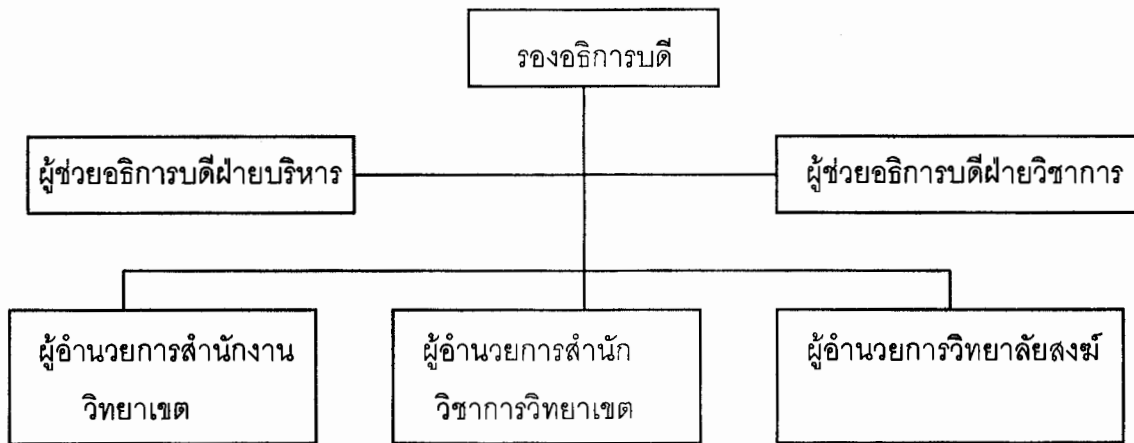 รองอธิการบดี
ผู้ช่วยอธิการบดีฝ่ายบริหาร
ผู้ช่วยอธิการบดีฝ่ายวิชาการ
ผู้อำนวยการสำนักงาน
วิทยาเขต
ผู้อำนวยการสำนัก
วิชาการวิทยาเขต
ผู้อำนวยการวิทยาลัยสงฆ์